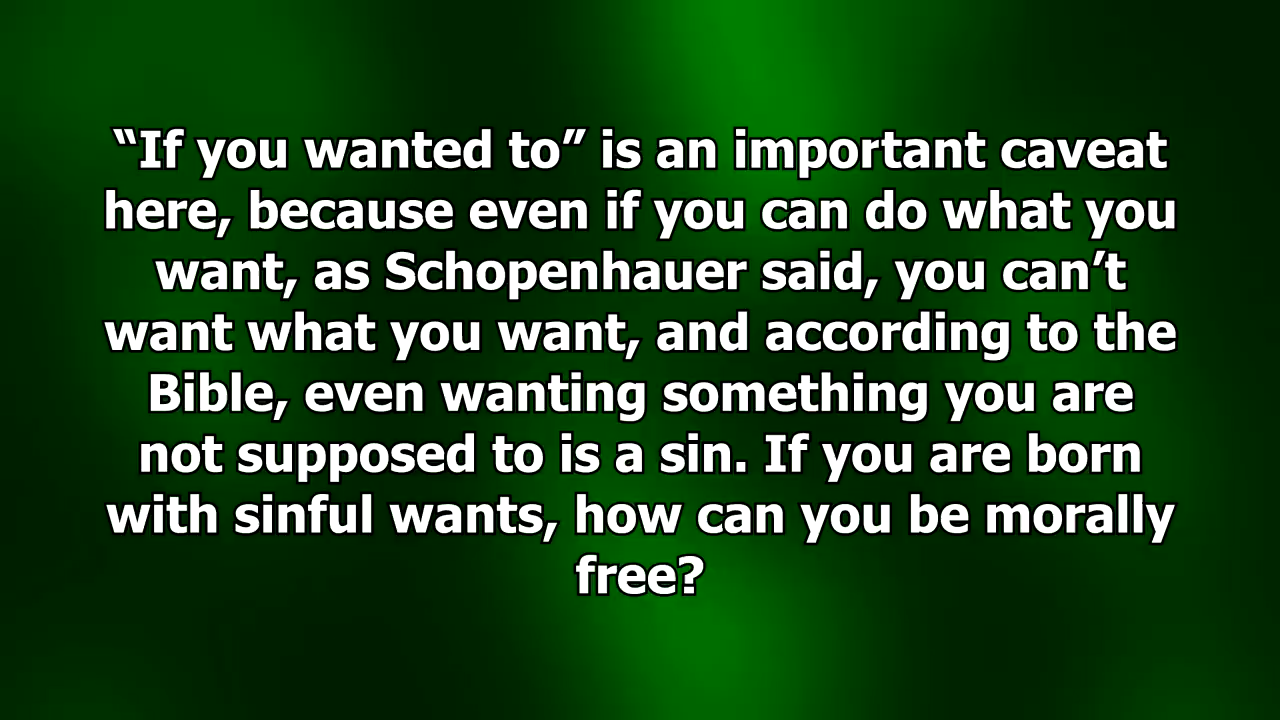 “If you wanted to” is an important caveat
here, because even if you can do what you
want, as Schopenhauer said, you can’t
want what you want, and according to the
Bible, even wanting something you are
not supposed to is a sin. If you are born
with sinful wants, how can you be morally
free?